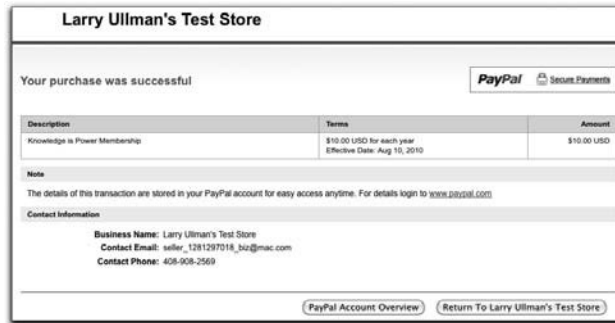 Larry Ullman's Test Store
Your purchase was successful
PayPal Secure Payments
Description Terms Amount
Knowledge is Power Membership $10.00 USD for each year $10.00 USD
Effective Date: Aug 10, 2010
Note
The details of this transaction are stored in your PayPal account for easy access anytime. For details login to www.paypal.com
Contact Information
Business Name: Larry Ullman's Test Store
Contact Email: seller_1281297018_biz@mac.com
Contact Phone: 408-908-2569
PayPal Account Overview Return To Larry Ullman's Test Store